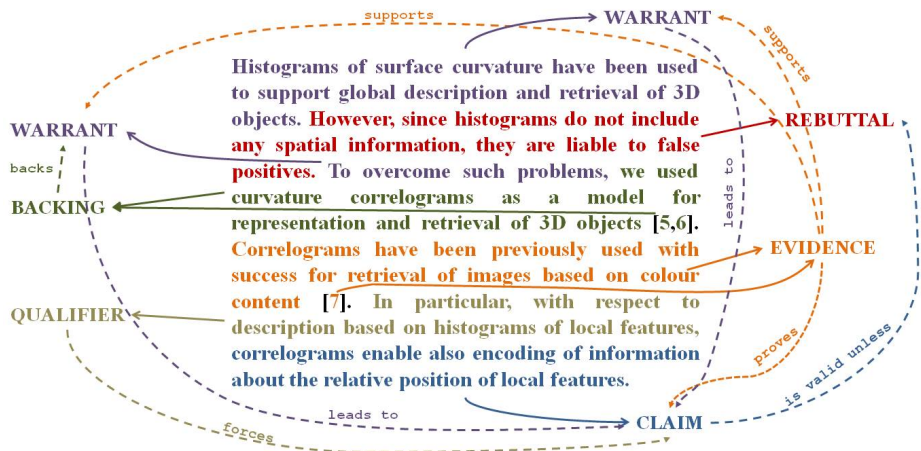 supports
WARRANT
supports
Histograms of surface curvature have been used
to support global description and retrieval of 3D
objects. However, since histograms do not include
any spatial information, they are liable to false
positives. To overcome such problems, we used
curvature correlograms as a model for
representation and retrieval of 3D objects [5,6].
Correlograms have been previously used with
success for retrieval of images based on colour
content [7]. In particular, with respect to
description based on histograms of local features,
correlograms enable also encoding of information
about the relative position of local features.
WARRANT
REBUTTAL
backs
leads to
BACKING
EVIDENCE
QUALIFIER
proves
is valid unless
leads to
CLAIM
forces